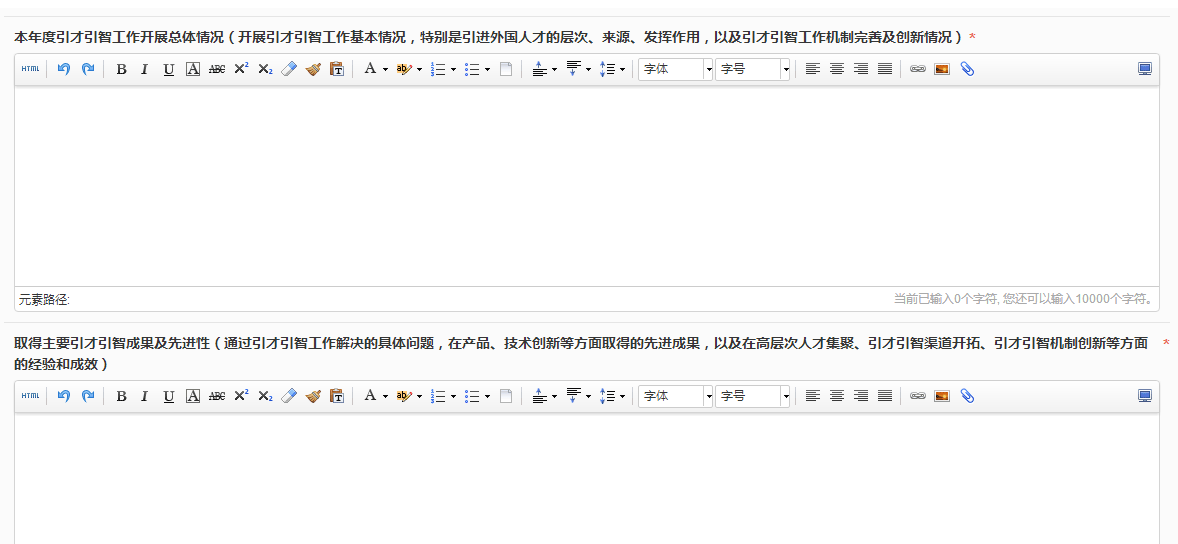 本年度引才引智工作开展总体情况（开展引才引智工作基本情况，特别是引进外国人才的层次、来源、发挥作用，以及引才引智工作机制完善及创新情况）*
HTML B I U A ABC X² X₂ T A ab 字体 字号
元素路径: 当前已输入0个字符, 您还可以输入10000个字符。
取得主要引才引智成果及先进性（通过引才引智工作解决的具体问题，在产品、技术创新等方面取得的先进成果，以及在高层次人才集聚、引才引智渠道开拓、引才引智机制创新等方面 *
的经验和成效）
HTML B I U A ABC X² X₂ T A ab 字体 字号